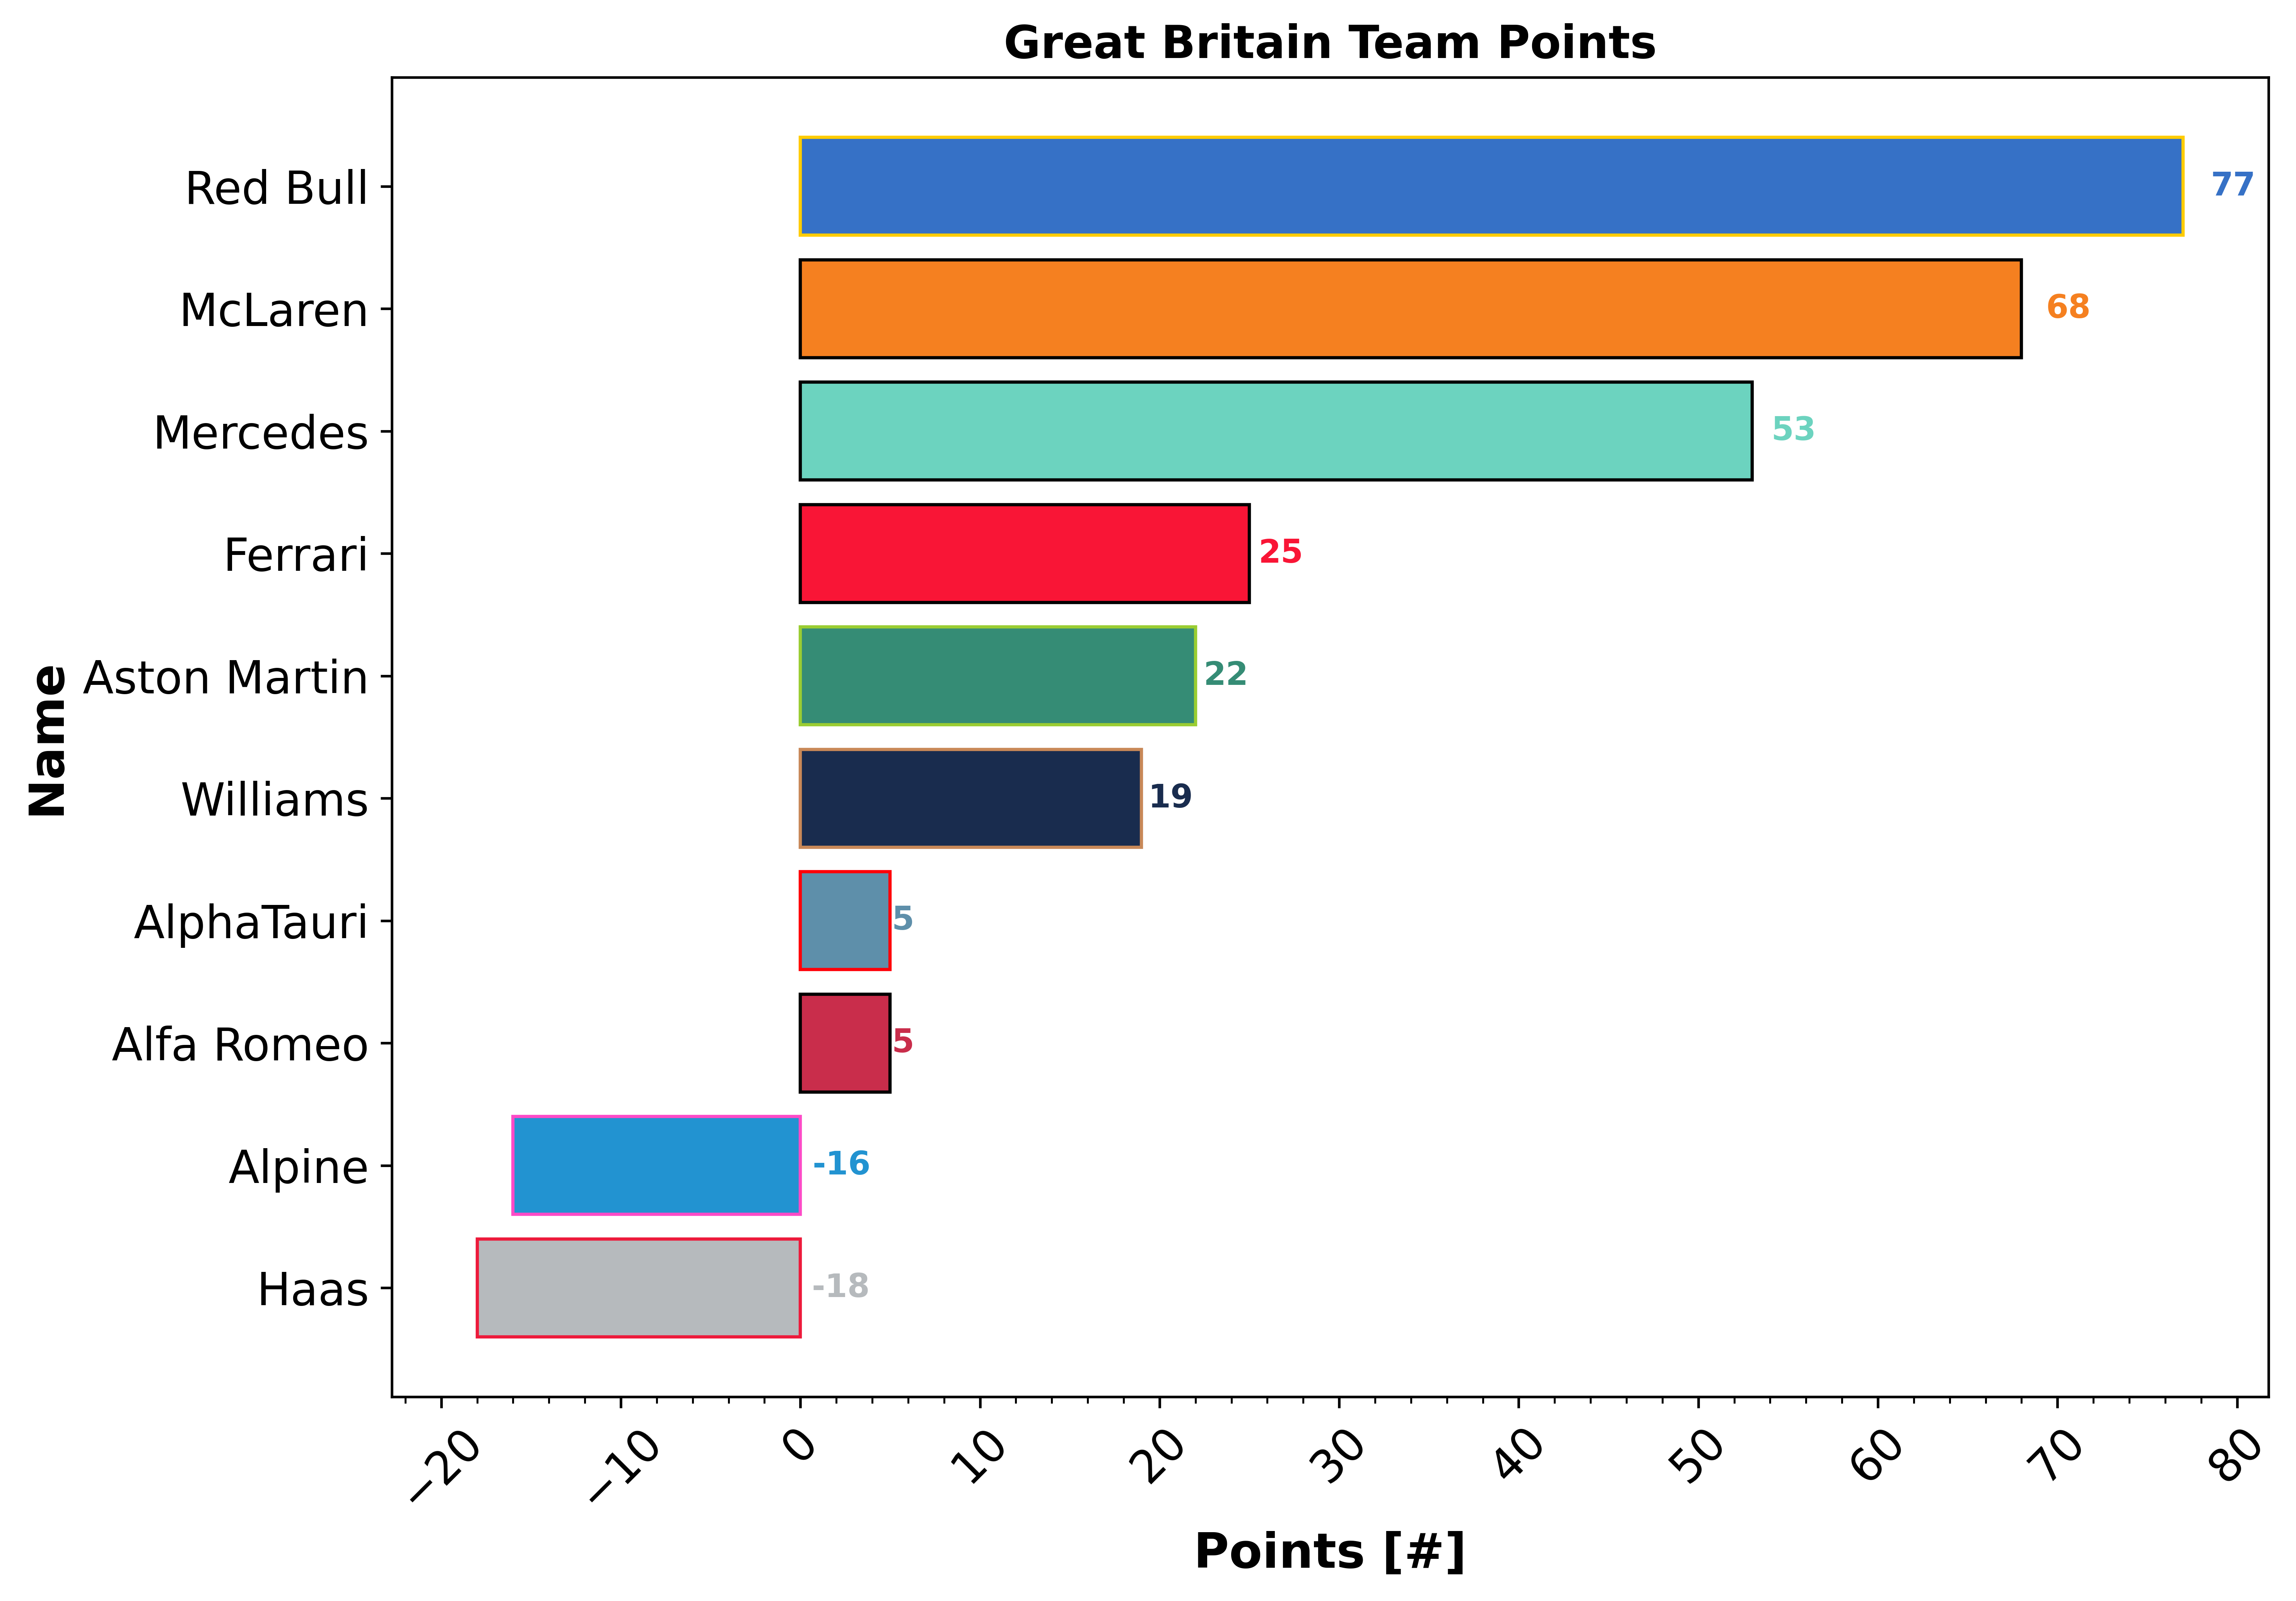 Great Britain Team Points
Name
Red Bull 77
McLaren 68
Mercedes 53
Ferrari 25
Aston Martin 22
Williams 19
AlphaTauri 5
Alfa Romeo 5
Alpine -16
Haas -18
−20 −10 0 10 20 30 40 50 60 70 80
Points [#]